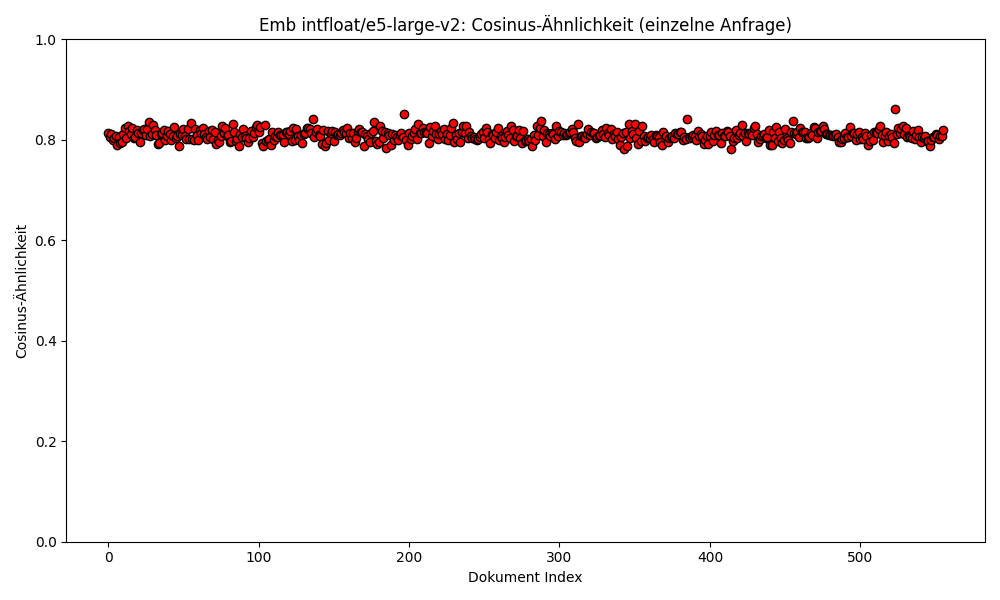 Emb intfloat/e5-large-v2: Cosinus-Ähnlichkeit (einzelne Anfrage)
1.0
0.8
0.6
0.4
0.2
0.0
Cosinus-Ähnlichkeit
0 100 200 300 400 500
Dokument Index